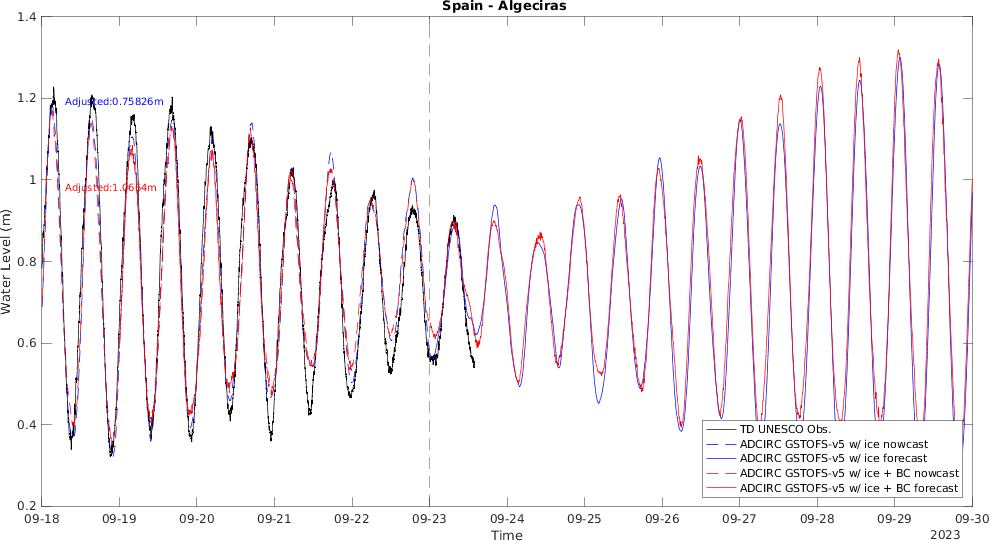 Spain - Algeciras
1.4
1.2
1
0.8
0.6
0.4
0.2
Water Level (m)
Adjusted:0.75826m
Adjusted:1.0664m
TD UNESCO Obs.
ADCIRC GSTOFS-v5 w/ ice nowcast
ADCIRC GSTOFS-v5 w/ ice forecast
ADCIRC GSTOFS-v5 w/ ice + BC nowcast
ADCIRC GSTOFS-v5 w/ ice + BC forecast
09-18 09-19 09-20 09-21 09-22 09-23 09-24 09-25 09-26 09-27 09-28 09-29 09-30
Time
2023